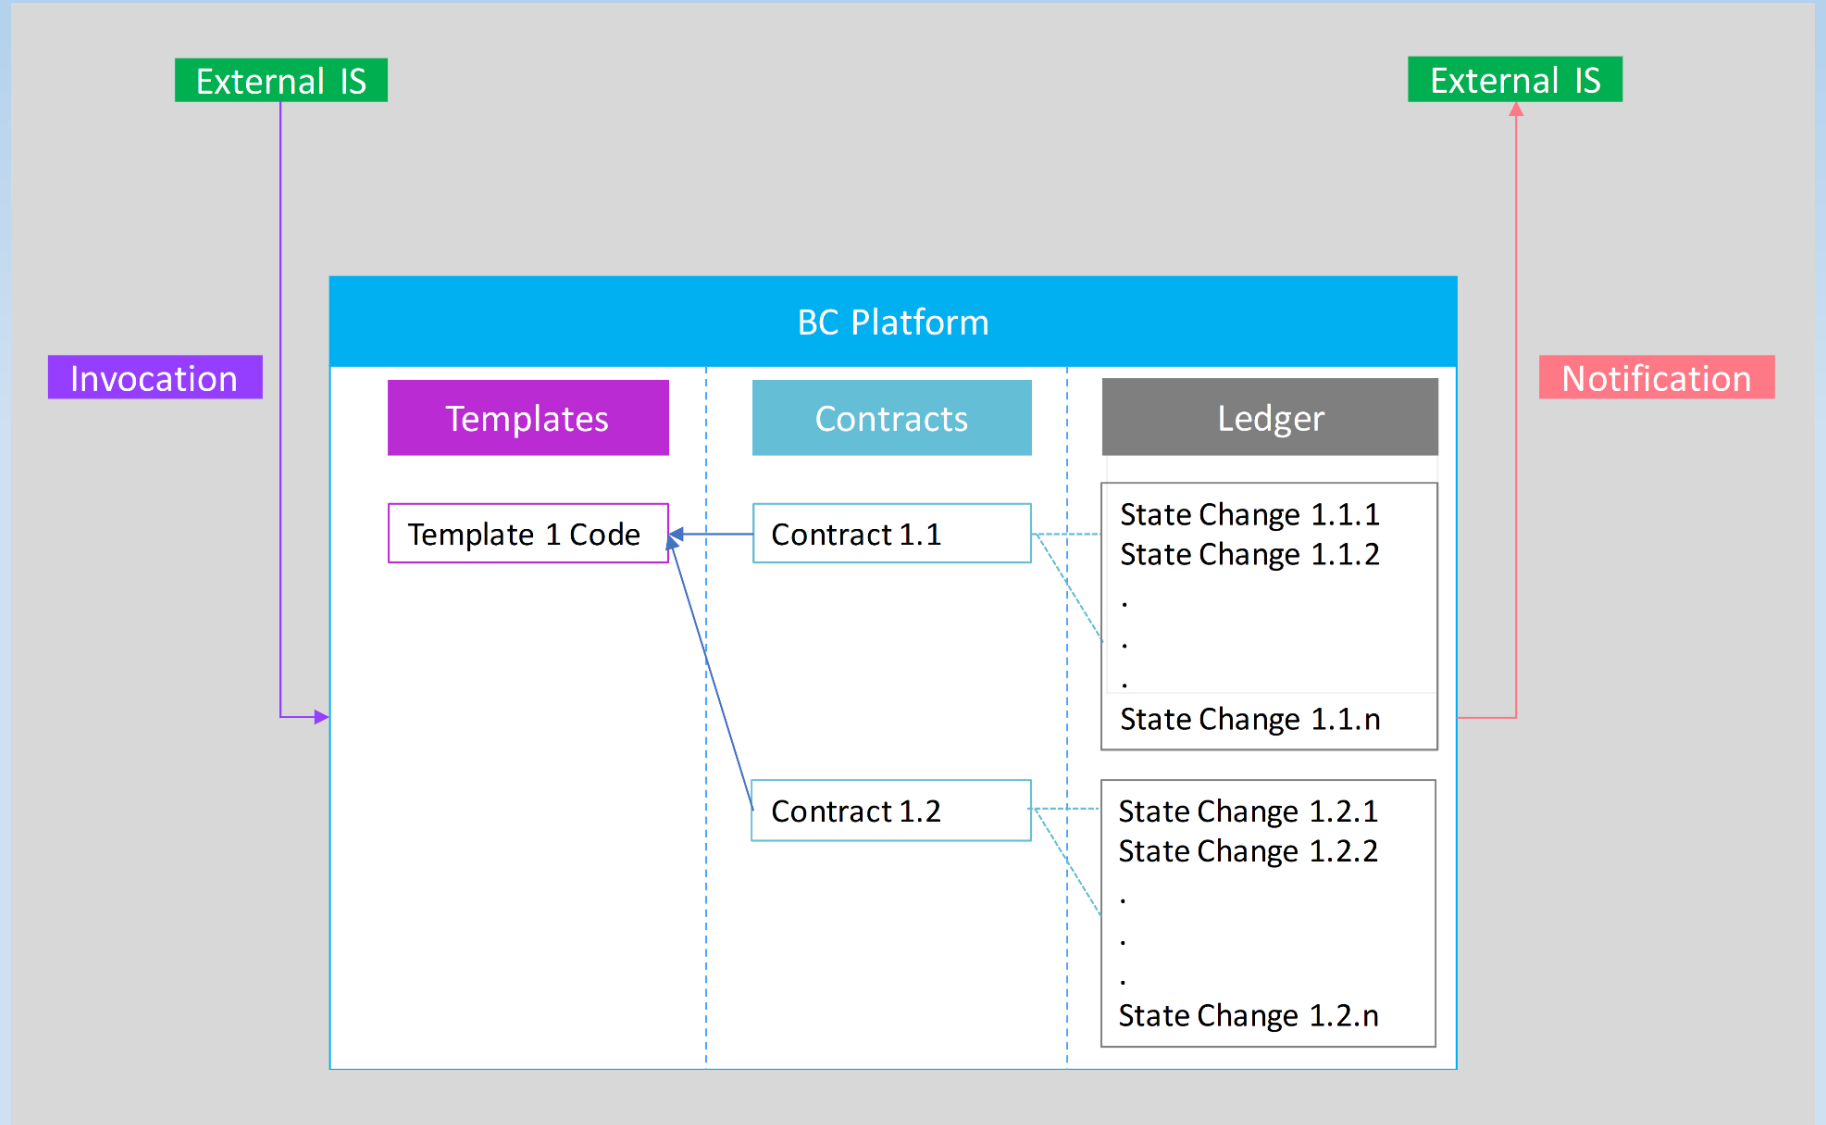 External IS
External IS
BC Platform
Invocation
Notification
Templates
Contracts
Ledger
Template 1 Code
Contract 1.1
State Change 1.1.1
State Change 1.1.2
.
.
.
State Change 1.1.n
Contract 1.2
State Change 1.2.1
State Change 1.2.2
.
.
.
State Change 1.2.n